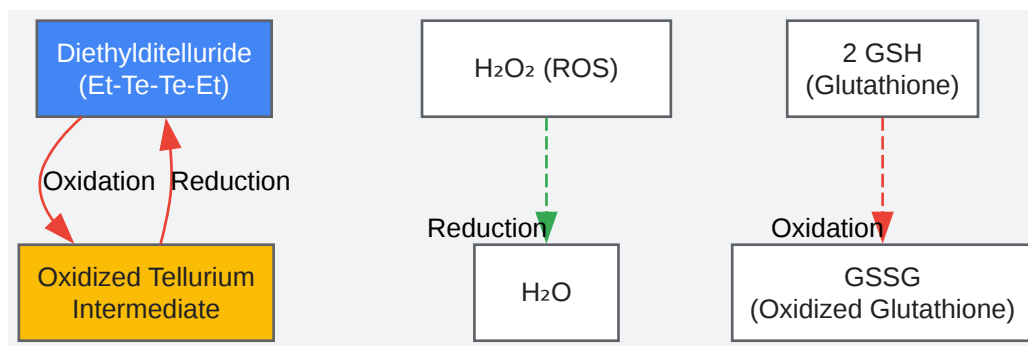 Diethylditelluride
(Et-Te-Te-Et)
H₂O₂ (ROS)
2 GSH
(Glutathione)
Oxidation
Reduction
Reduction
Oxidation
Oxidized Tellurium
Intermediate
H₂O
GSSG
(Oxidized Glutathione)